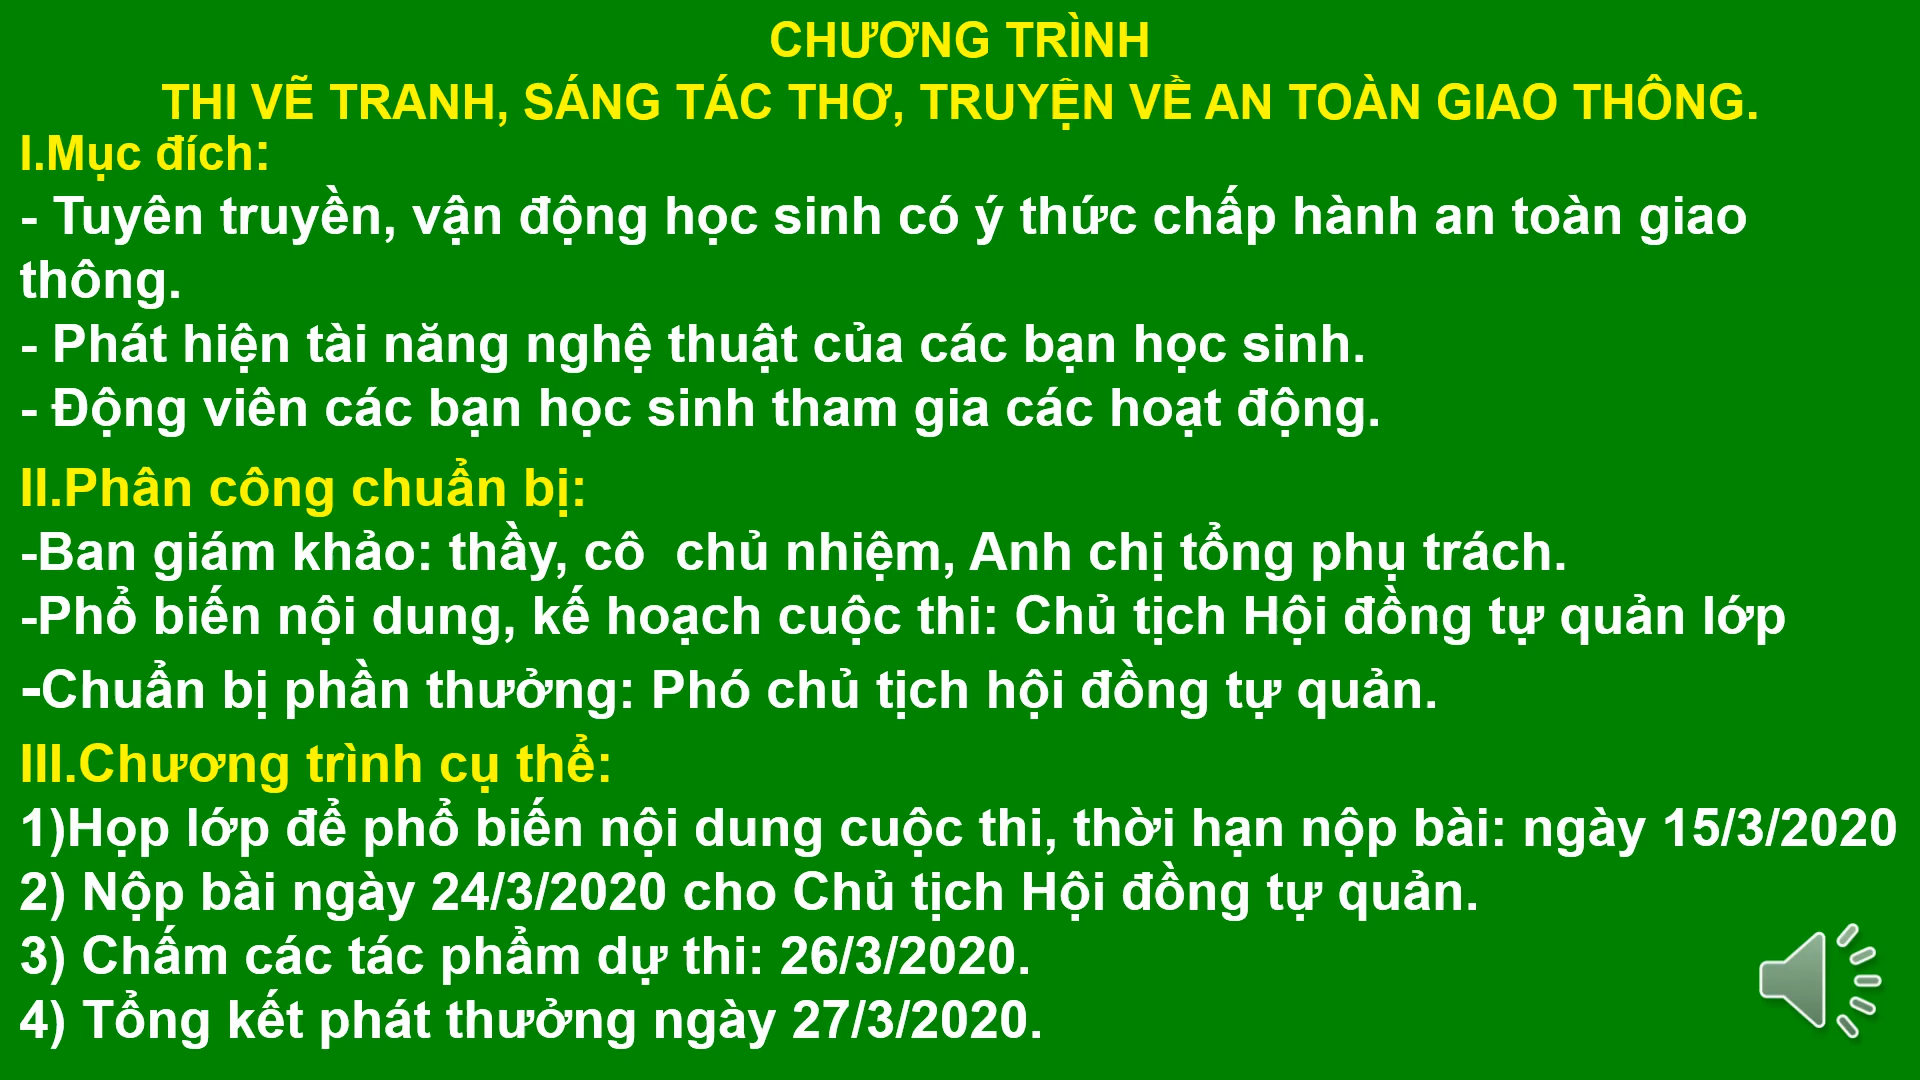 CHƯƠNG TRÌNH
THI VẼ TRANH, SÁNG TÁC THƠ, TRUYỆN VỀ AN TOÀN GIAO THÔNG.
I.Mục đích:
- Tuyên truyền, vận động học sinh có ý thức chấp hành an toàn giao
thông.
- Phát hiện tài năng nghệ thuật của các bạn học sinh.
- Động viên các bạn học sinh tham gia các hoạt động.
II.Phân công chuẩn bị:
-Ban giám khảo: thầy, cô  chủ nhiệm, Anh chị tổng phụ trách.
-Phổ biến nội dung, kế hoạch cuộc thi: Chủ tịch Hội đồng tự quản lớp
-Chuẩn bị phần thưởng: Phó chủ tịch hội đồng tự quản.
III.Chương trình cụ thể:
1)Họp lớp để phổ biến nội dung cuộc thi, thời hạn nộp bài: ngày 15/3/2020
2) Nộp bài ngày 24/3/2020 cho Chủ tịch Hội đồng tự quản.
3) Chấm các tác phẩm dự thi: 26/3/2020.
4) Tổng kết phát thưởng ngày 27/3/2020.